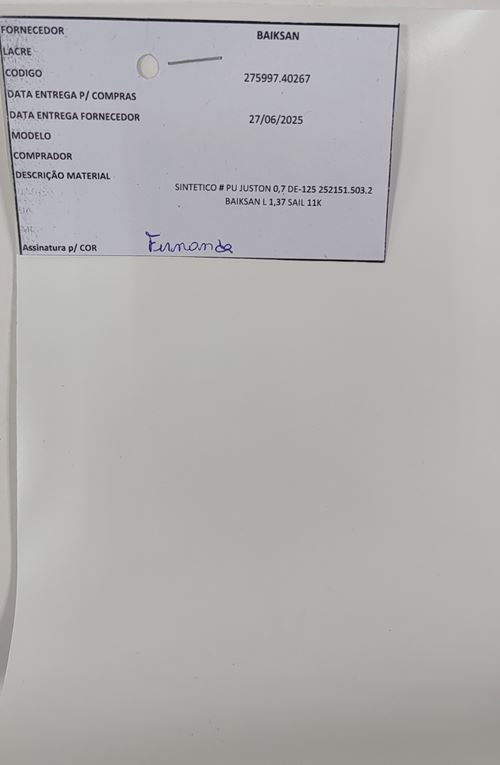 FORNECEDOR BAIKSAN
LACRE
CODIGO 275997.40267
DATA ENTREGA P/ COMPRAS
DATA ENTREGA FORNECEDOR 27/06/2025
MODELO
COMPRADOR
DESCRIÇÃO MATERIAL
SINTETICO # PU JUSTON 0,7 DE-125 252151.503.2
BAIKSAN L 1,37 SAIL 11K
Assinatura p/ COR Fernanda